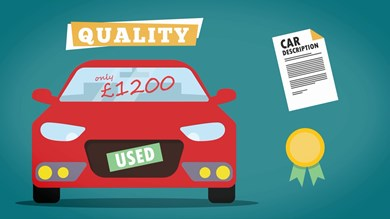 QUALITY
only
£1200
USED
CAR
DESCRIPTION